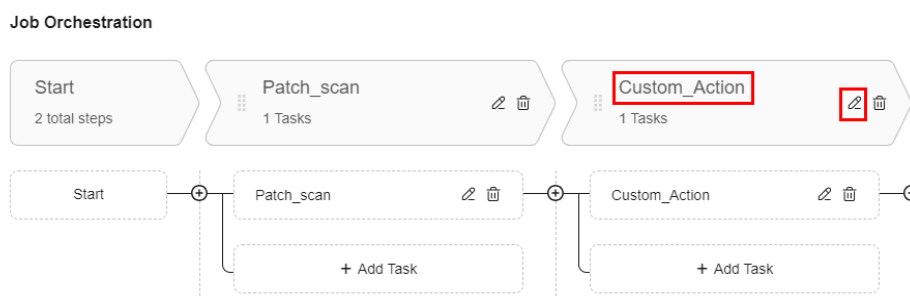 Job Orchestration
Start
2 total steps
Patch_scan
1 Tasks
Custom_Action
1 Tasks
Start
Patch_scan
Custom_Action
+ Add Task
+ Add Task